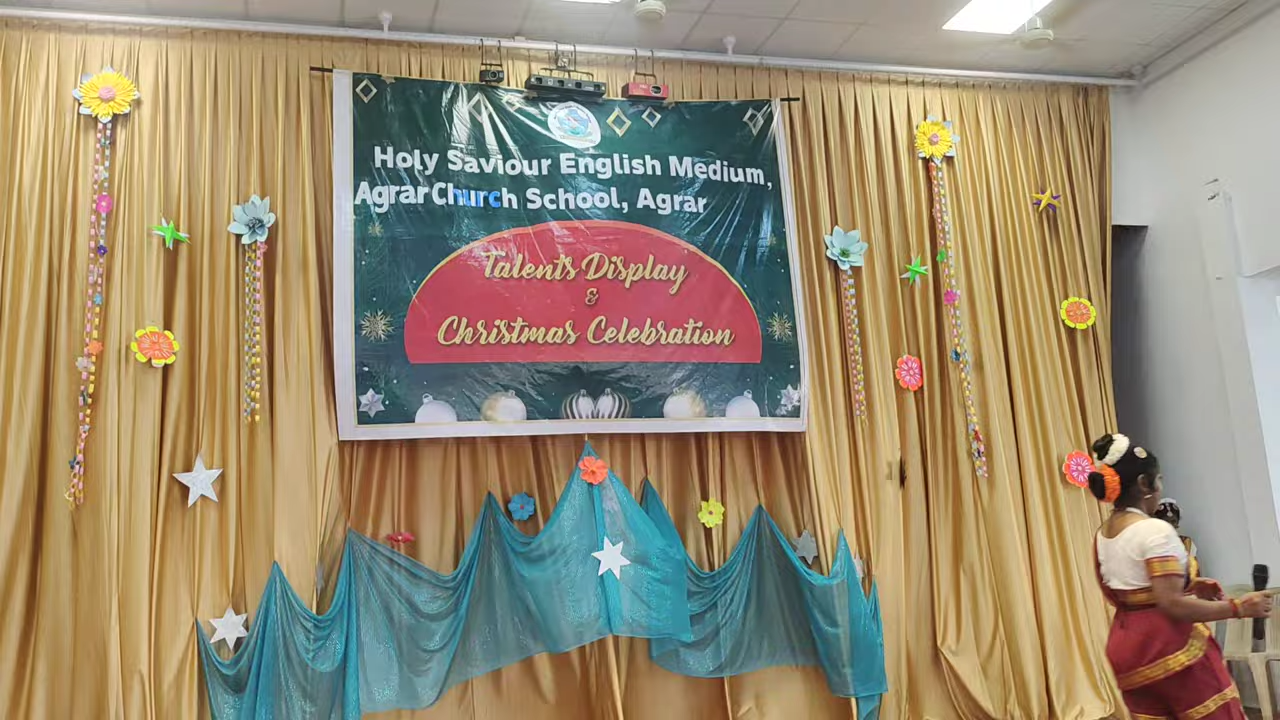 Holy Saviour English Medium,
Agrar Church School, Agrar
Talents Display
&
Christmas Celebration